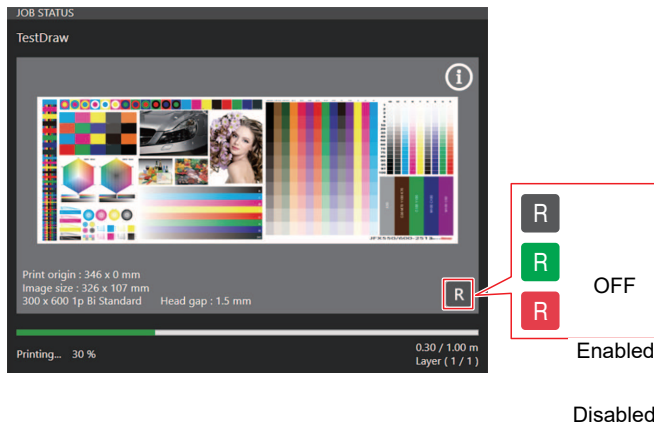 JOB STATUS
TestDraw
i
Print origin : 346 x 0 mm
Image size : 326 x 107 mm
300 x 600 1p Bi Standard Head gap : 1.5 mm
R
Printing... 30 %
0.30 / 1.00 m
Layer ( 1 / 1 )
R
R
R
OFF
Enabled
Disabled